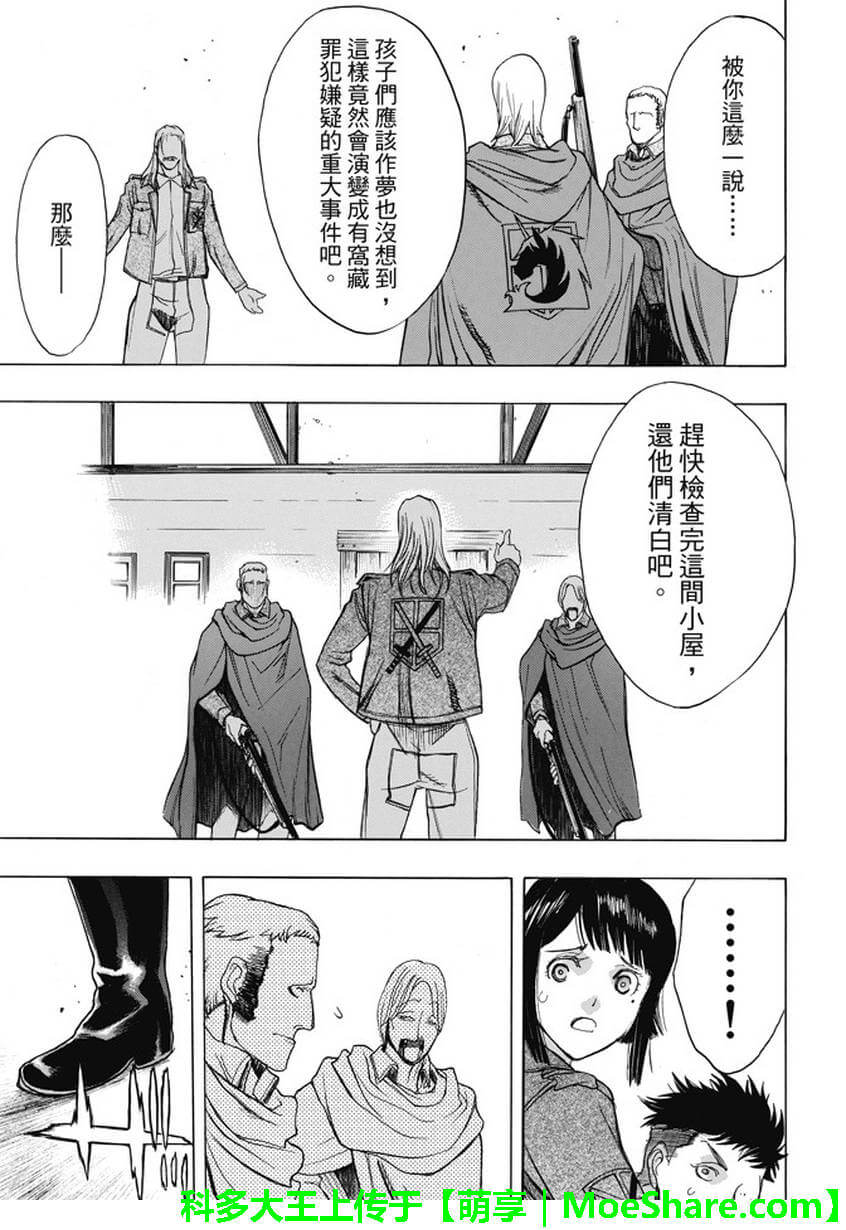 被你這麼一說……
孩子們應該作夢也沒想到，
這樣竟然會演變成有窩藏
罪犯嫌疑的重大事件吧。
那麼——
趕快檢查完這間小屋，
還他們清白吧。
……！
科多大王上传于【萌享｜MoeShare.com】